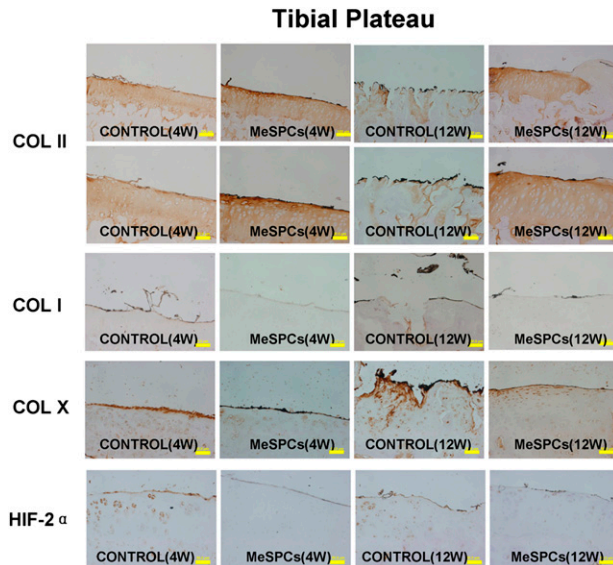 Tibial Plateau
COL II
CONTROL(4W) MeSPCs(4W) CONTROL(12W) MeSPCs(12W)
CONTROL(4W) MeSPCs(4W) CONTROL(12W) MeSPCs(12W)
COL I
CONTROL(4W) MeSPCs(4W) CONTROL(12W) MeSPCs(12W)
COL X
CONTROL(4W) MeSPCs(4W) CONTROL(12W) MeSPCs(12W)
HIF-2 α
CONTROL(4W) MeSPCs(4W) CONTROL(12W) MeSPCs(12W)